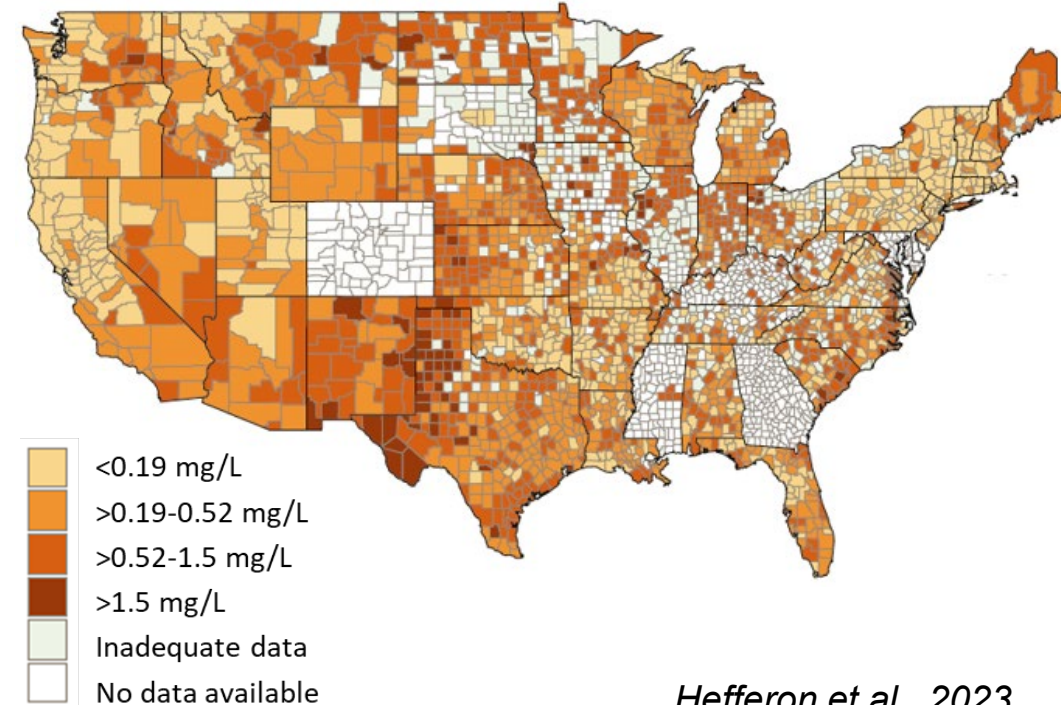 <0.19 mg/L
>0.19-0.52 mg/L
>0.52-1.5 mg/L
>1.5 mg/L
Inadequate data
No data available
Hefferon et al., 2023